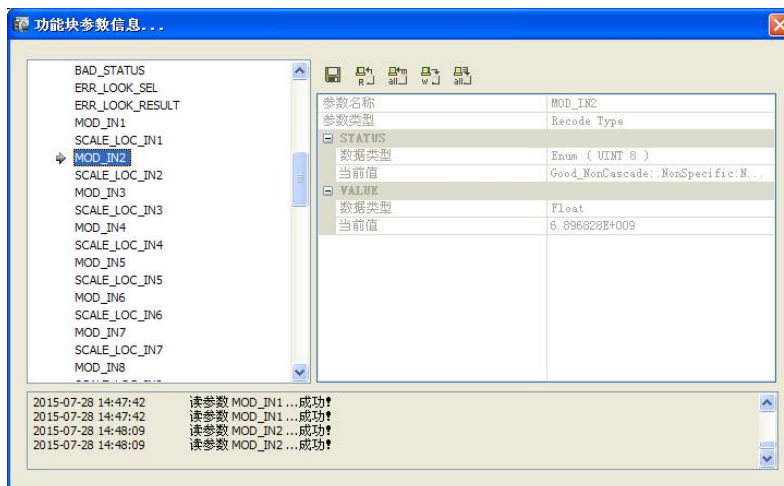 功能块参数信息...
BAD_STATUS
ERR_LOOK_SEL
ERR_LOOK_RESULT
MOD_IN1
SCALE_LOC_IN1
MOD_IN2
SCALE_LOC_IN2
MOD_IN3
SCALE_LOC_IN3
MOD_IN4
SCALE_LOC_IN4
MOD_IN5
SCALE_LOC_IN5
MOD_IN6
SCALE_LOC_IN6
MOD_IN7
SCALE_LOC_IN7
MOD_IN8
R all w all
参数名称 MOD_IN2
参数类型 Recode Type
STATUS
数据类型 Enum ( UINT 8 )
当前值 Good_NonCascade::NonSpecific:N...
VALUE
数据类型 Float
当前值 6.896828E+009
2015-07-28 14:47:42 读参数 MOD_IN1 ...成功!
2015-07-28 14:47:42 读参数 MOD_IN1 ...成功!
2015-07-28 14:48:09 读参数 MOD_IN2 ...成功!
2015-07-28 14:48:09 读参数 MOD_IN2 ...成功!